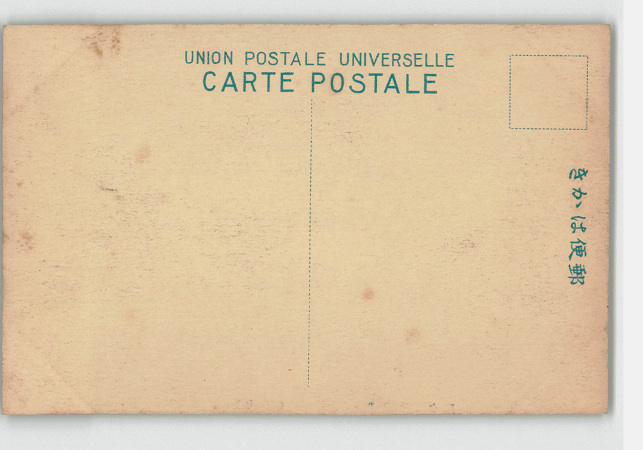 UNION POSTALE UNIVERSELLE
CARTE POSTALE
郵便はかき